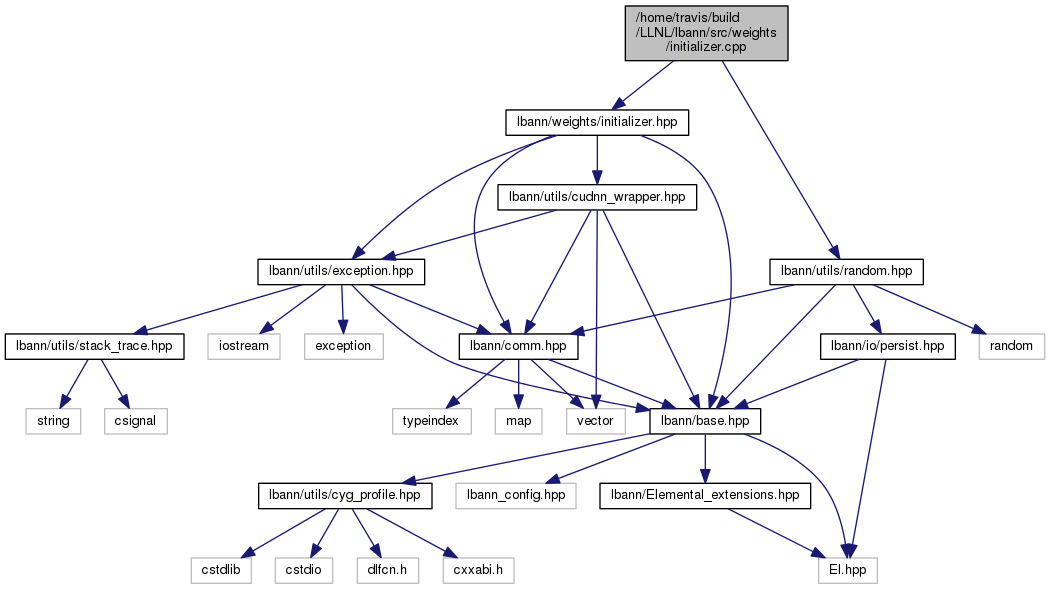 /home/travis/build
/LLNL/lbann/src/weights
/initializer.cpp
lbann/weights/initializer.hpp
lbann/utils/cudnn_wrapper.hpp
lbann/utils/exception.hpp
lbann/utils/random.hpp
lbann/utils/stack_trace.hpp
iostream
exception
lbann/comm.hpp
lbann/io/persist.hpp
random
string
csignal
typeindex
map
vector
lbann/base.hpp
lbann/utils/cyg_profile.hpp
lbann_config.hpp
lbann/Elemental_extensions.hpp
cstdlib
cstdio
dlfcn.h
cxxabi.h
El.hpp